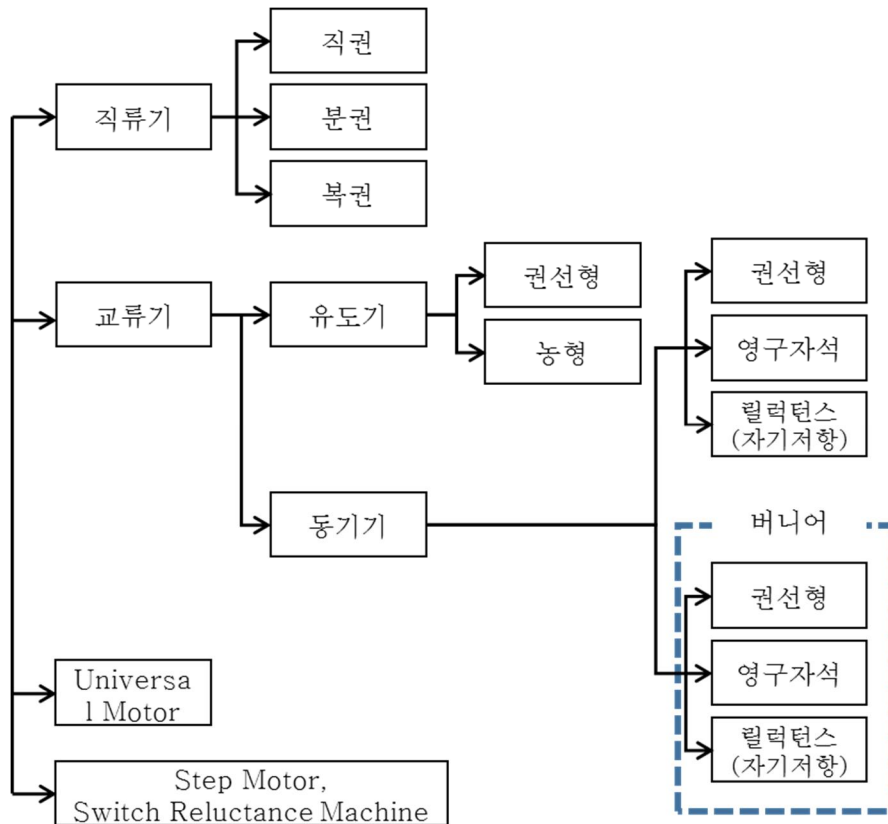 직권
직류기
분권
복권
권선형
권선형
교류기
유도기
영구자석
농형
릴럭턴스
(자기저항)
동기기
버니어
권선형
영구자석
Universa
l Motor
릴럭턴스
(자기저항)
Step Motor,
Switch Reluctance Machine